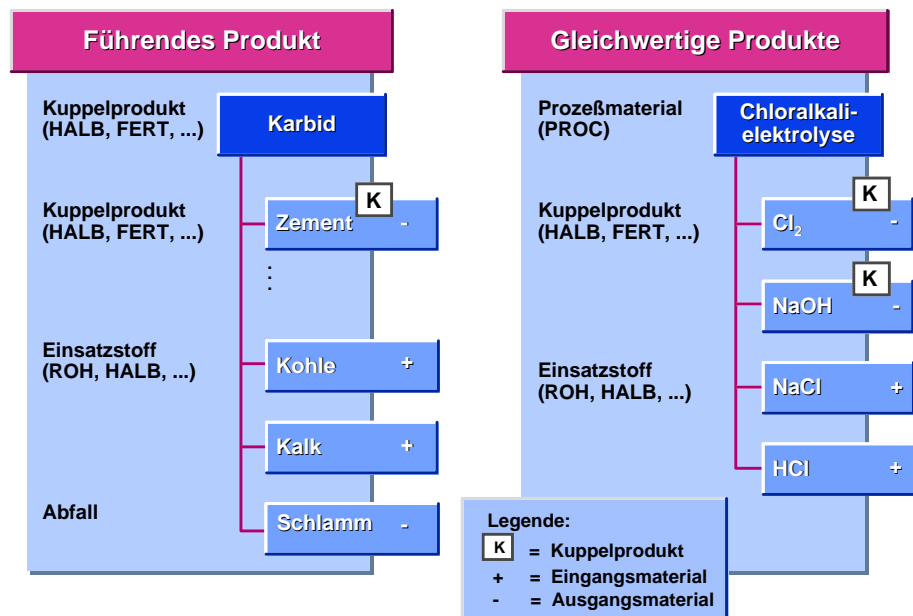 Führendes Produkt
Kuppelprodukt
(HALB, FERT, ...)
Karbid
K
Kuppelprodukt
(HALB, FERT, ...)
Zement -
...
Einsatzstoff
(ROH, HALB, ...)
Kohle +
Kalk +
Abfall
Schlamm -
Gleichwertige Produkte
Prozeßmaterial
(PROC)
Chloralkali-
elektrolyse
K
Kuppelprodukt
(HALB, FERT, ...)
Cl₂ -
K
NaOH -
Einsatzstoff
(ROH, HALB, ...)
NaCl +
HCl +
Legende:
K = Kuppelprodukt
+ = Eingangsmaterial
- = Ausgangsmaterial